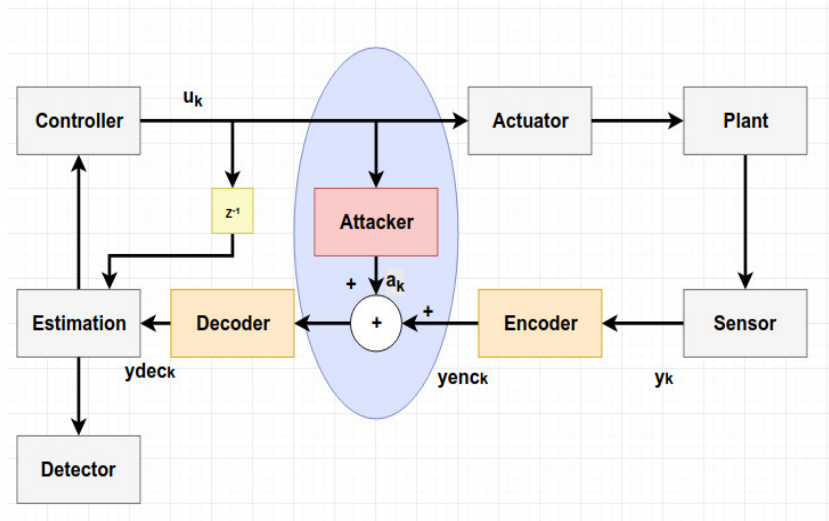 uk
Controller
Actuator
Plant
Z-1
Attacker
+
ak
+
Estimation
Decoder
+
Encoder
Sensor
ydeck
yenck
yk
Detector